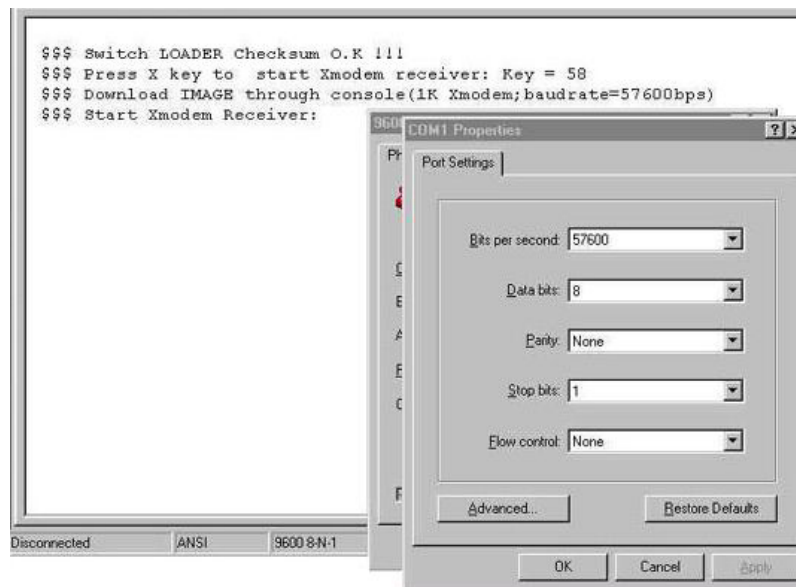 $$$ Switch LOADER Checksum O.K !!!
$$$ Press X key to  start Xmodem receiver: Key = 58
$$$ Download IMAGE through console(1K Xmodem;baudrate=57600bps)
$$$ Start Xmodem Receiver:
9600
COM1 Properties
Ph
Port Settings
Bits per second: 57600
Data bits: 8
Parity: None
Stop bits: 1
Flow control: None
Advanced...
Restore Defaults
Disconnected
ANSI
9600 8-N-1
OK
Cancel
Apply